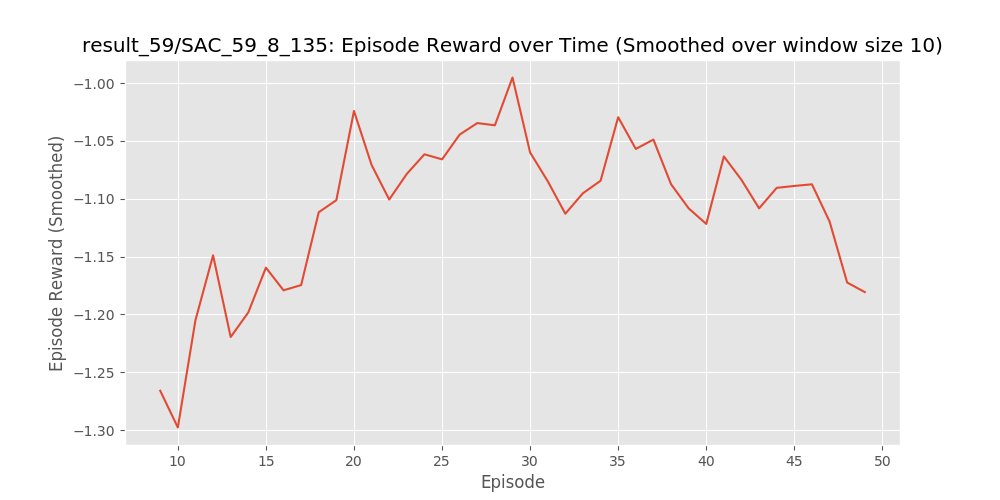 result_59/SAC_59_8_135: Episode Reward over Time (Smoothed over window size 10)
Episode Reward (Smoothed)
−1.00
−1.05
−1.10
−1.15
−1.20
−1.25
−1.30
10 15 20 25 30 35 40 45 50
Episode